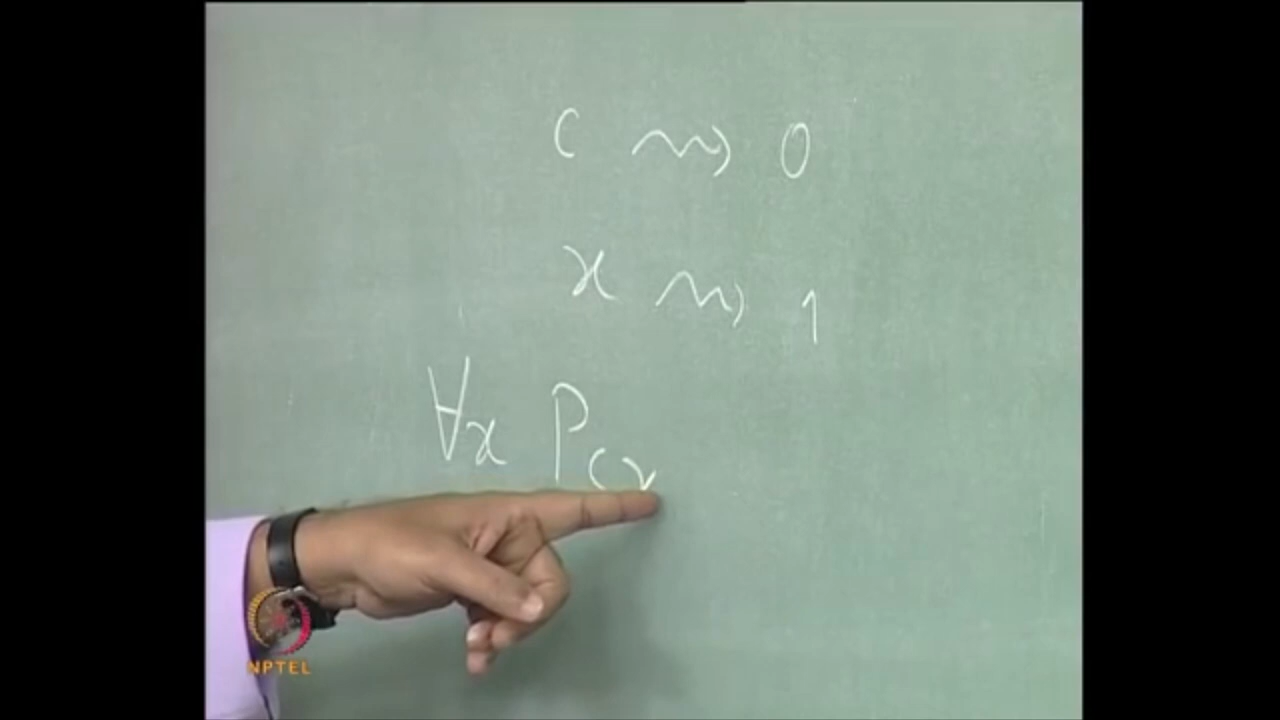 c ⇝ 0
x ⇝ 1
∀x P
NPTEL